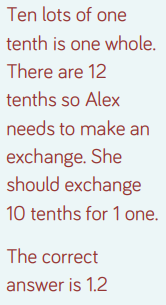 Ten lots of one
tenth is one whole.
There are 12
tenths so Alex
needs to make an
exchange. She
should exchange
10 tenths for 1 one.
The correct
answer is 1.2